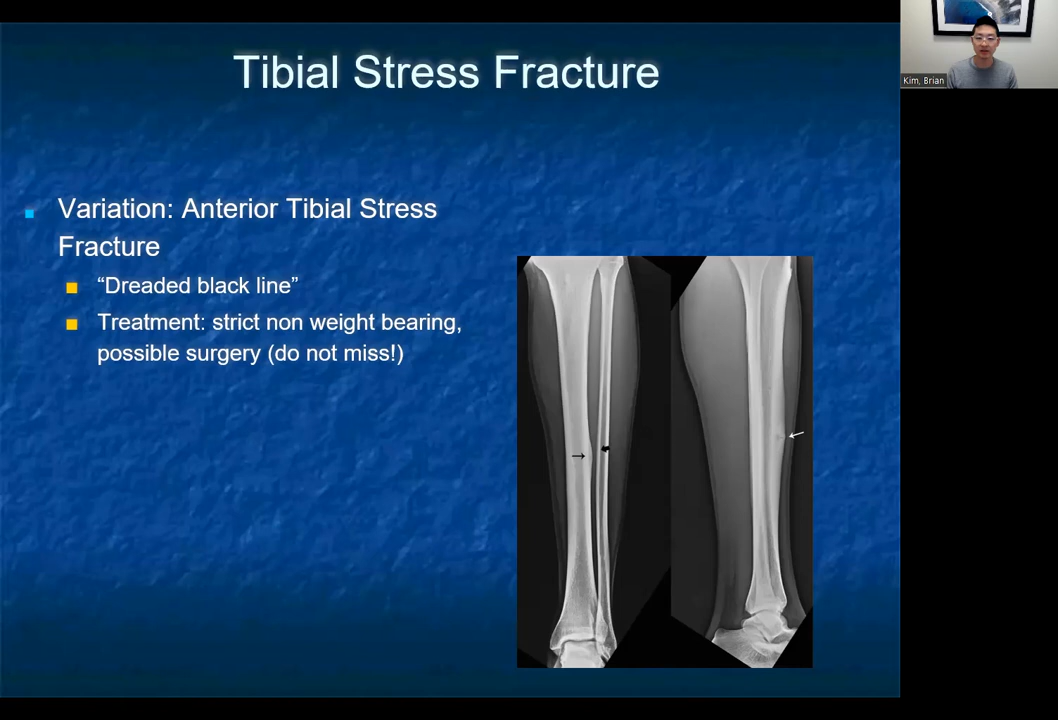 Tibial Stress Fracture
Kim, Brian
Variation: Anterior Tibial Stress
Fracture
“Dreaded black line”
Treatment: strict non weight bearing,
possible surgery (do not miss!)